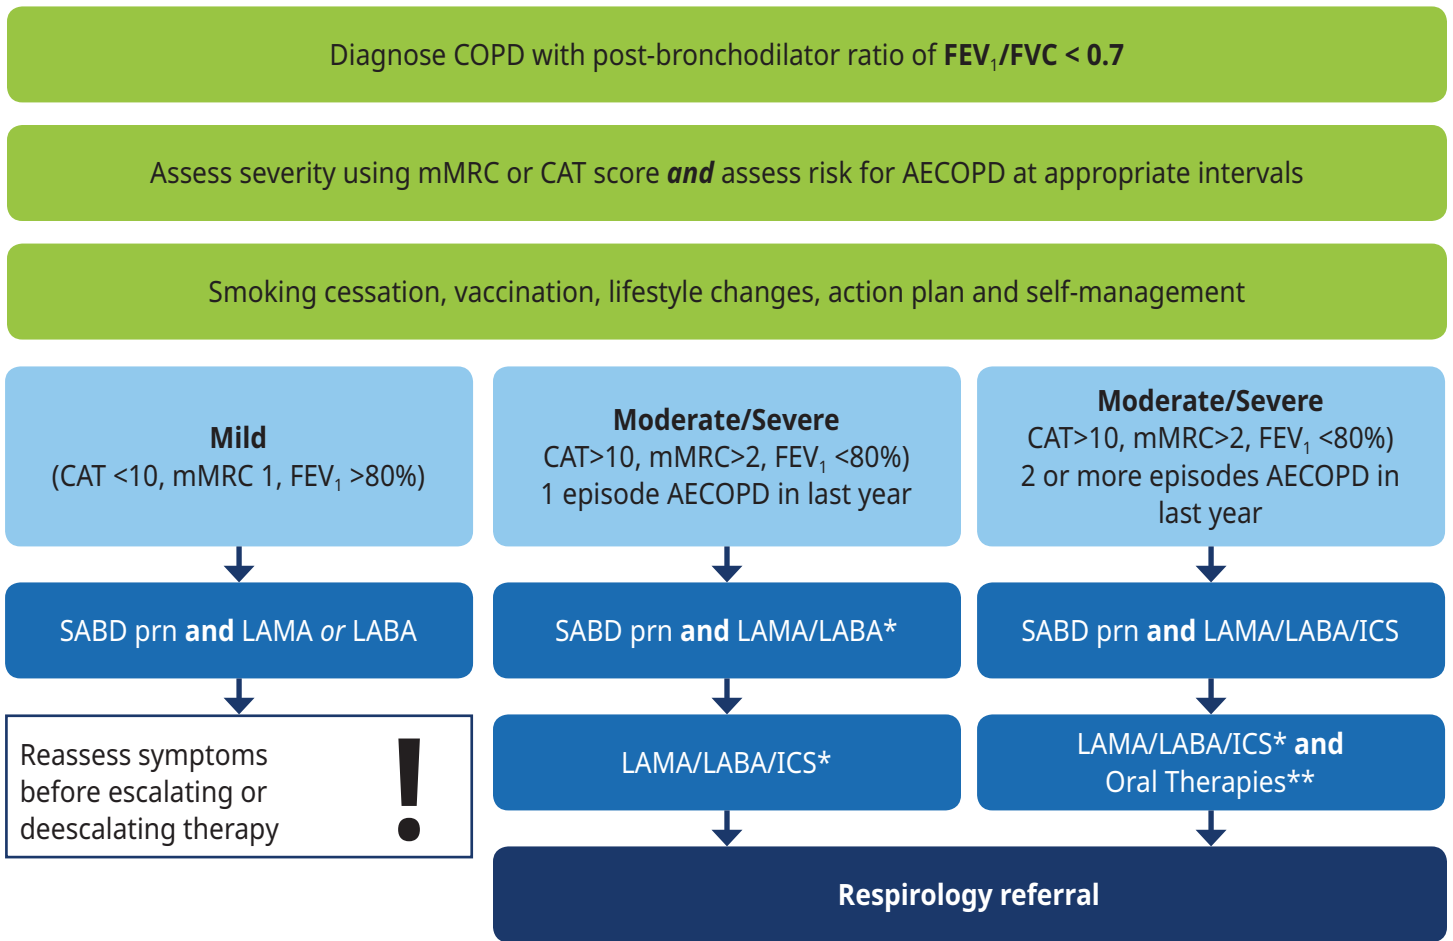 Diagnose COPD with post-bronchodilator ratio of FEV₁/FVC < 0.7
Assess severity using mMRC or CAT score and assess risk for AECOPD at appropriate intervals
Smoking cessation, vaccination, lifestyle changes, action plan and self-management
Mild
(CAT <10, mMRC 1, FEV₁ >80%)
SABD prn and LAMA or LABA
Reassess symptoms
before escalating or
deescalating therapy
!
Moderate/Severe
CAT>10, mMRC>2, FEV₁ <80%)
1 episode AECOPD in last year
SABD prn and LAMA/LABA*
LAMA/LABA/ICS*
Moderate/Severe
CAT>10, mMRC>2, FEV₁ <80%)
2 or more episodes AECOPD in
last year
SABD prn and LAMA/LABA/ICS
LAMA/LABA/ICS* and
Oral Therapies**
Respirology referral